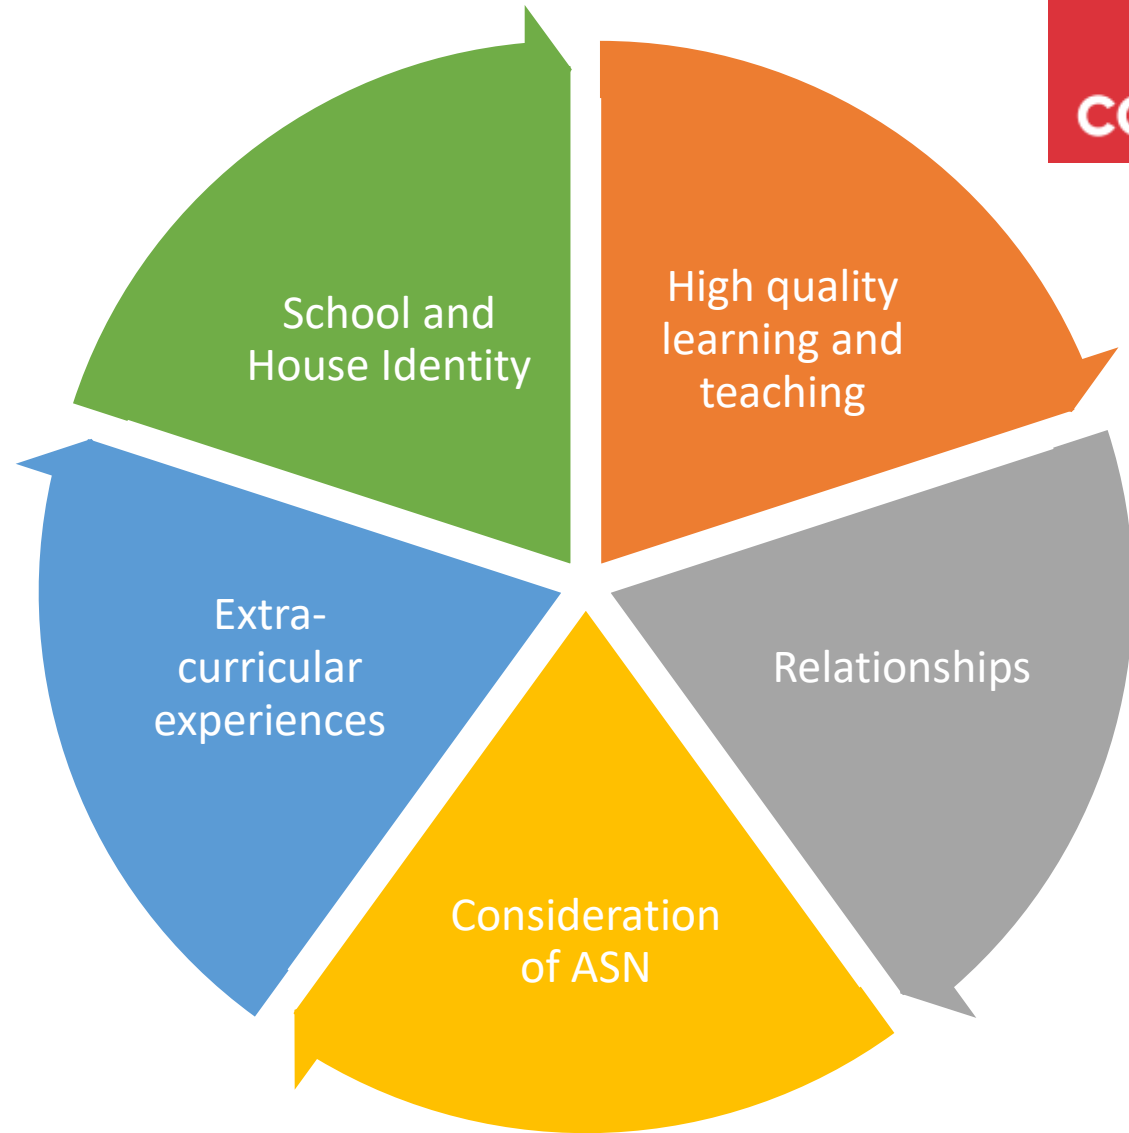 High quality
learning and
teaching
Relationships
Consideration
of ASN
Extra-
curricular
experiences
School and
House Identity